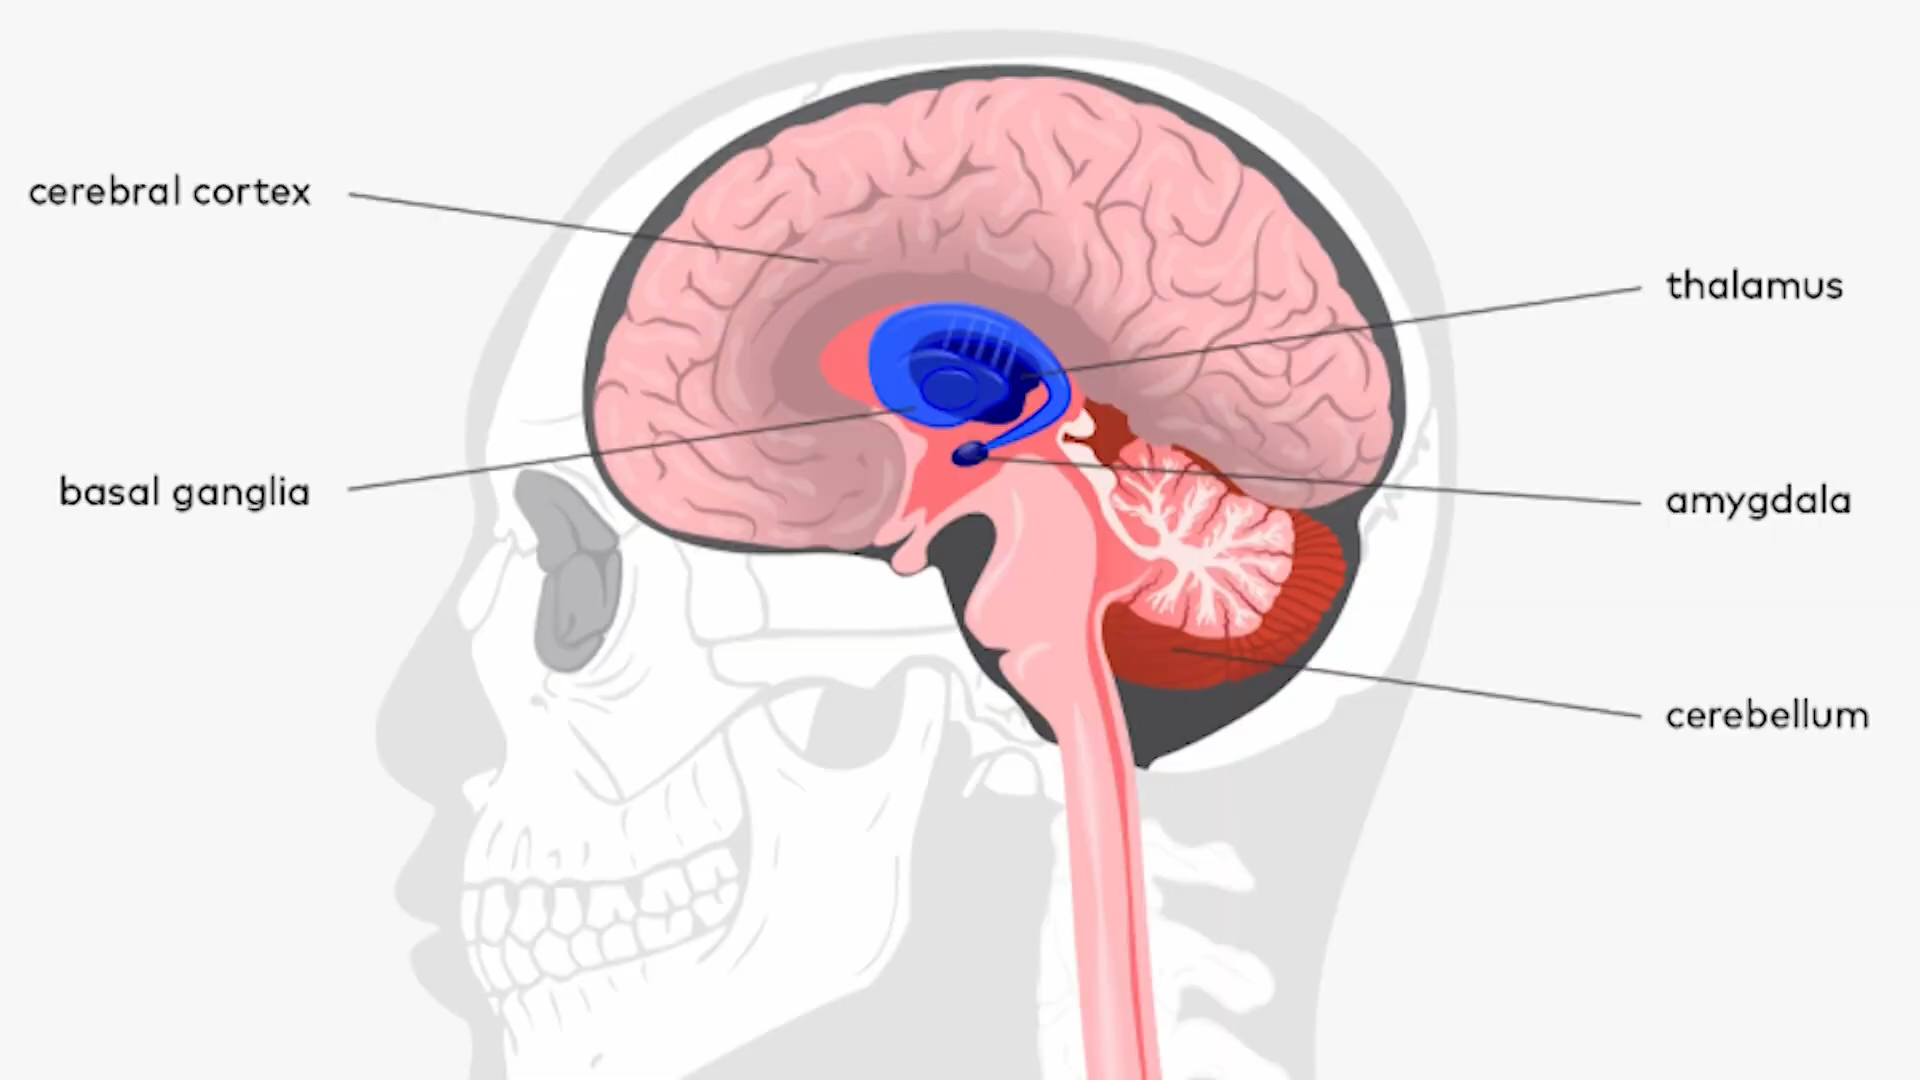 cerebral cortex
thalamus
basal ganglia
amygdala
cerebellum